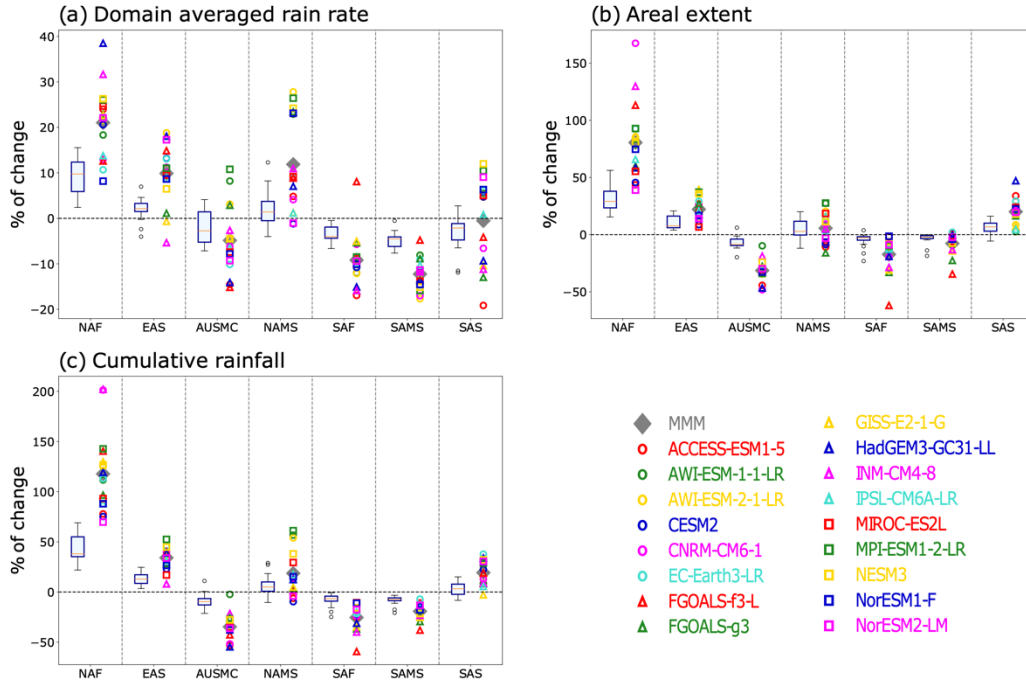 (a) Domain averaged rain rate
% of change
40
30
20
10
0
−10
−20
NAF EAS AUSMC NAMS SAF SAMS SAS
(b) Areal extent
% of change
150
100
50
0
−50
NAF EAS AUSMC NAMS SAF SAMS SAS
(c) Cumulative rainfall
% of change
200
150
100
50
0
−50
NAF EAS AUSMC NAMS SAF SAMS SAS
MMM
ACCESS-ESM1-5
AWI-ESM-1-1-LR
AWI-ESM-2-1-LR
CESM2
CNRM-CM6-1
EC-Earth3-LR
FGOALS-f3-L
FGOALS-g3
GISS-E2-1-G
HadGEM3-GC31-LL
INM-CM4-8
IPSL-CM6A-LR
MIROC-ES2L
MPI-ESM1-2-LR
NESM3
NorESM1-F
NorESM2-LM